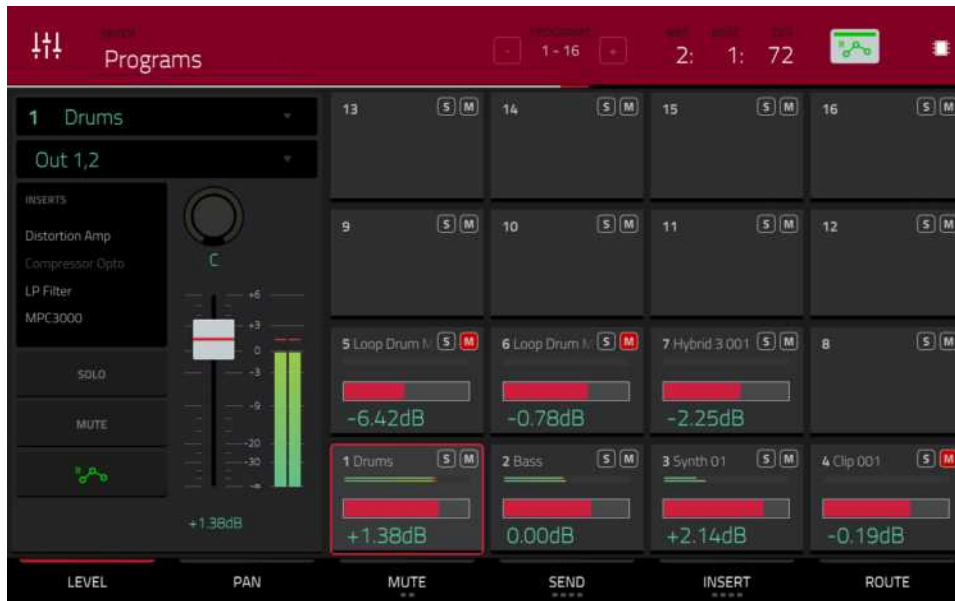 Programs
- 1 - 16 +
2: 1: 72
R
1 Drums
Out 1,2
INSERTS
Distortion Amp
Compressor Opto
LP Filter
MPC3000
SOLO
MUTE
R
C
+6
+3
0
-3
-9
-20
-30
-∞
+1.38dB
13 S M
14 S M
15 S M
16 S M
9 S M
10 S M
11 S M
12 S M
5 Loop Drum M S M
6 Loop Drum M S M
7 Hybrid 3 001 S M
8 S M
-6.42dB
-0.78dB
-2.25dB
1 Drums S M
2 Bass S M
3 Synth 01 S M
4 Clip 001 S M
+1.38dB
0.00dB
+2.14dB
-0.19dB
LEVEL PAN MUTE SEND INSERT ROUTE